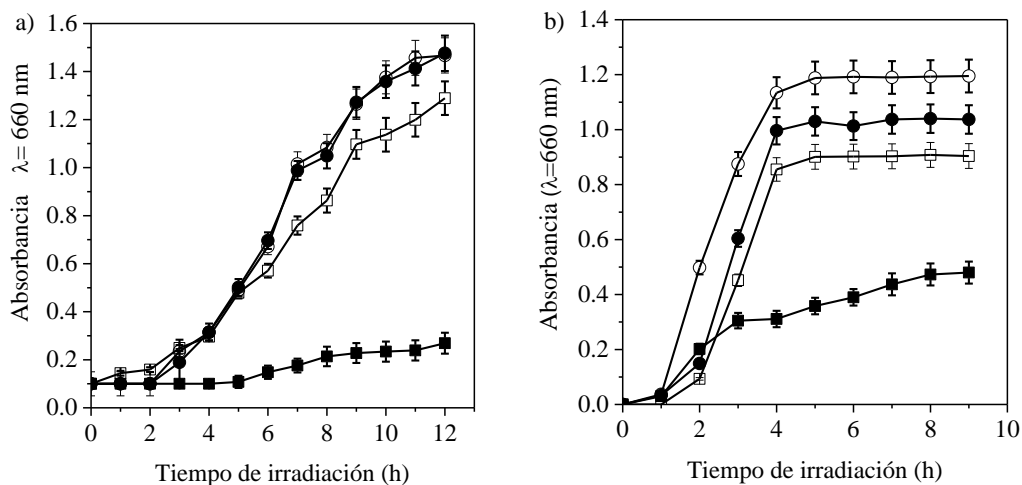 a)
1.6
1.4
1.2
1.0
0.8
0.6
0.4
0.2
0.0
0 2 4 6 8 10 12
Absorbancia λ= 660 nm
Tiempo de irradiación (h)
b)
1.4
1.2
1.0
0.8
0.6
0.4
0.2
0.0
0 2 4 6 8 10
Absorbancia (λ=660 nm)
Tiempo de irradiación (h)